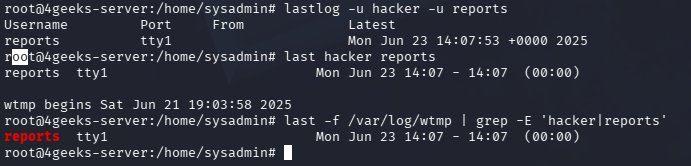 root@4geeks-server:/home/sysadmin# lastlog -u hacker -u reports
Username         Port     From             Latest
reports          tty1                      Mon Jun 23 14:07:53 +0000 2025
root@4geeks-server:/home/sysadmin# last hacker reports
reports  tty1                          Mon Jun 23 14:07 - 14:07  (00:00)

wtmp begins Sat Jun 21 19:03:58 2025
root@4geeks-server:/home/sysadmin# last -f /var/log/wtmp | grep -E 'hacker|reports'
reports  tty1                          Mon Jun 23 14:07 - 14:07  (00:00)
root@4geeks-server:/home/sysadmin#